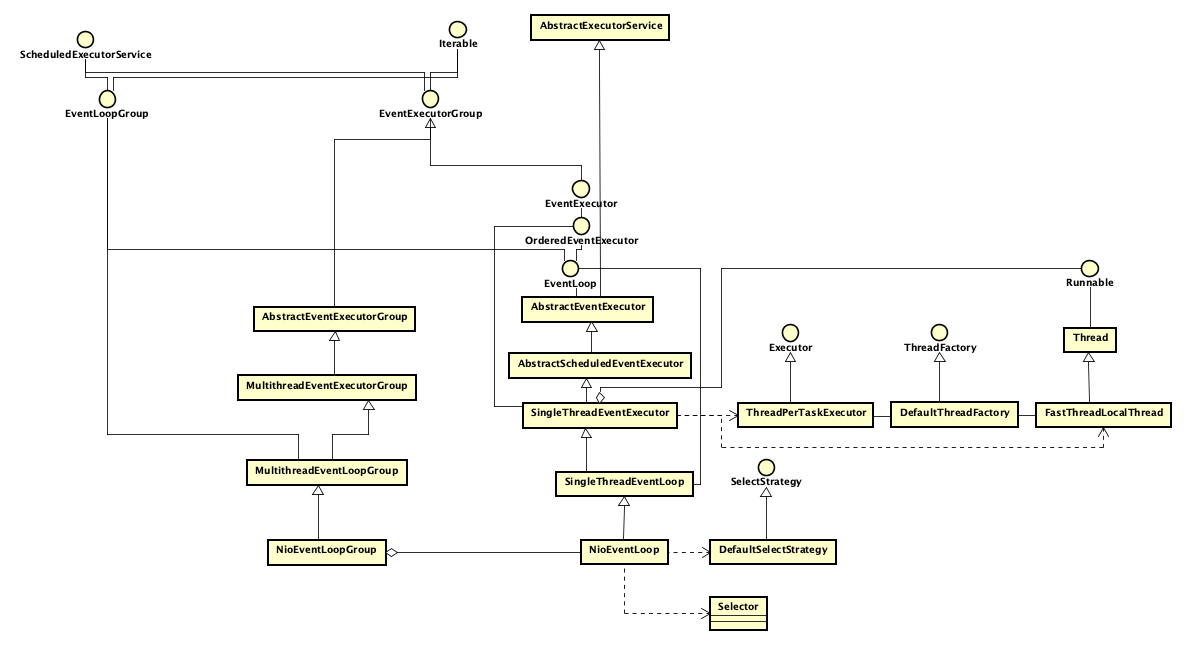 AbstractExecutorService
Iterable
ScheduledExecutorService
EventLoopGroup
EventExecutorGroup
EventExecutor
OrderedEventExecutor
EventLoop
Runnable
AbstractEventExecutor
AbstractEventExecutorGroup
Thread
Executor
ThreadFactory
AbstractScheduledEventExecutor
MultithreadEventExecutorGroup
SingleThreadEventExecutor
ThreadPerTaskExecutor
DefaultThreadFactory
FastThreadLocalThread
MultithreadEventLoopGroup
SingleThreadEventLoop
SelectStrategy
NioEventLoopGroup
NioEventLoop
DefaultSelectStrategy
Selector